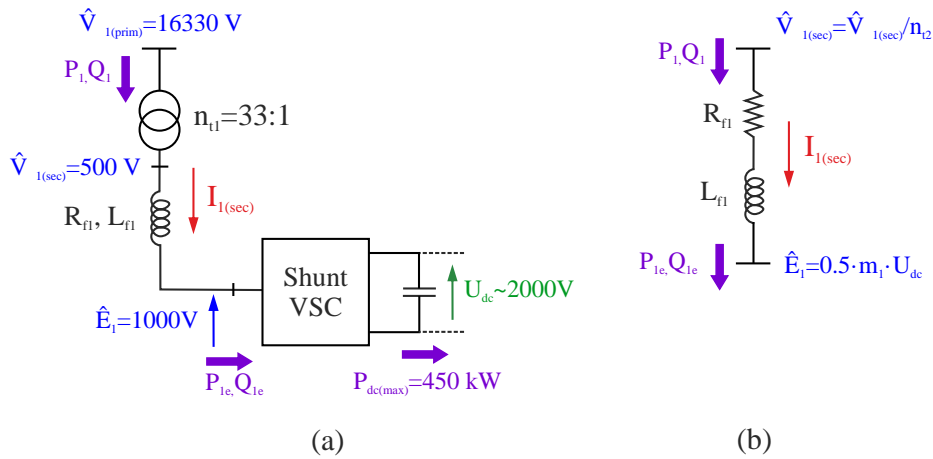 V̂ 1(prim)=16330 V
P1,Q1
nt1=33:1
V̂ 1(sec)=500 V
I1(sec)
Rf1, Lf1
Shunt
VSC
Udc~2000V
Ê1=1000V
P1e,Q1e
Pdc(max)=450 kW
(a)
V̂ 1(sec)=V̂ 1(sec)/nt2
P1,Q1
Rf1
I1(sec)
Lf1
P1e,Q1e
Ê1=0.5·m1·Udc
(b)